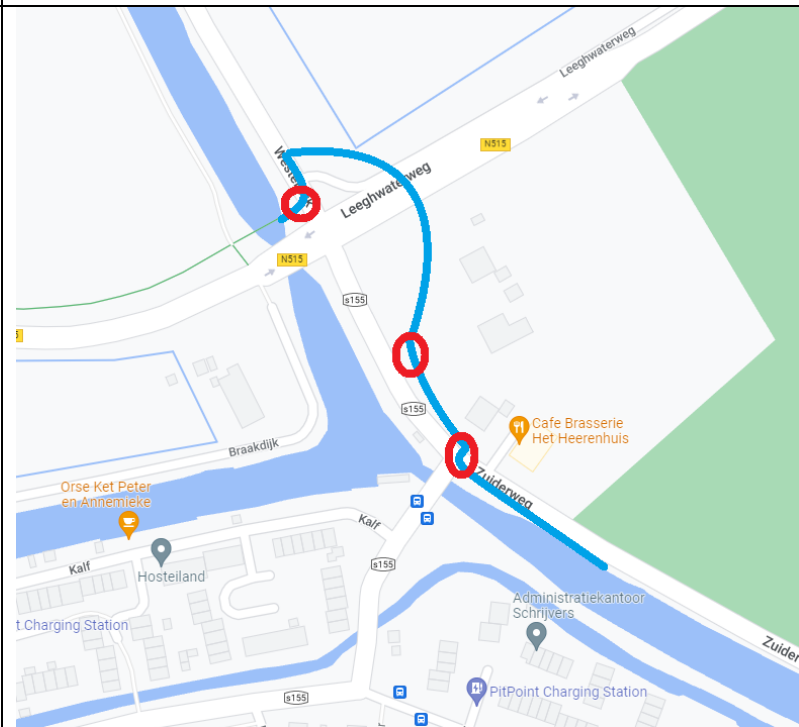 Leeghwaterweg
N515
Leeghwaterweg
N515
s155
s155
Cafe Brasserie
Het Heerenhuis
Braakdijk
Zuiderweg
Orse Ket Peter
en Annemieke
Kalf
Kalf
Hosteiland
s155
Administratiekantoor
Schrijvers
t Charging Station
s155
PitPoint Charging Station